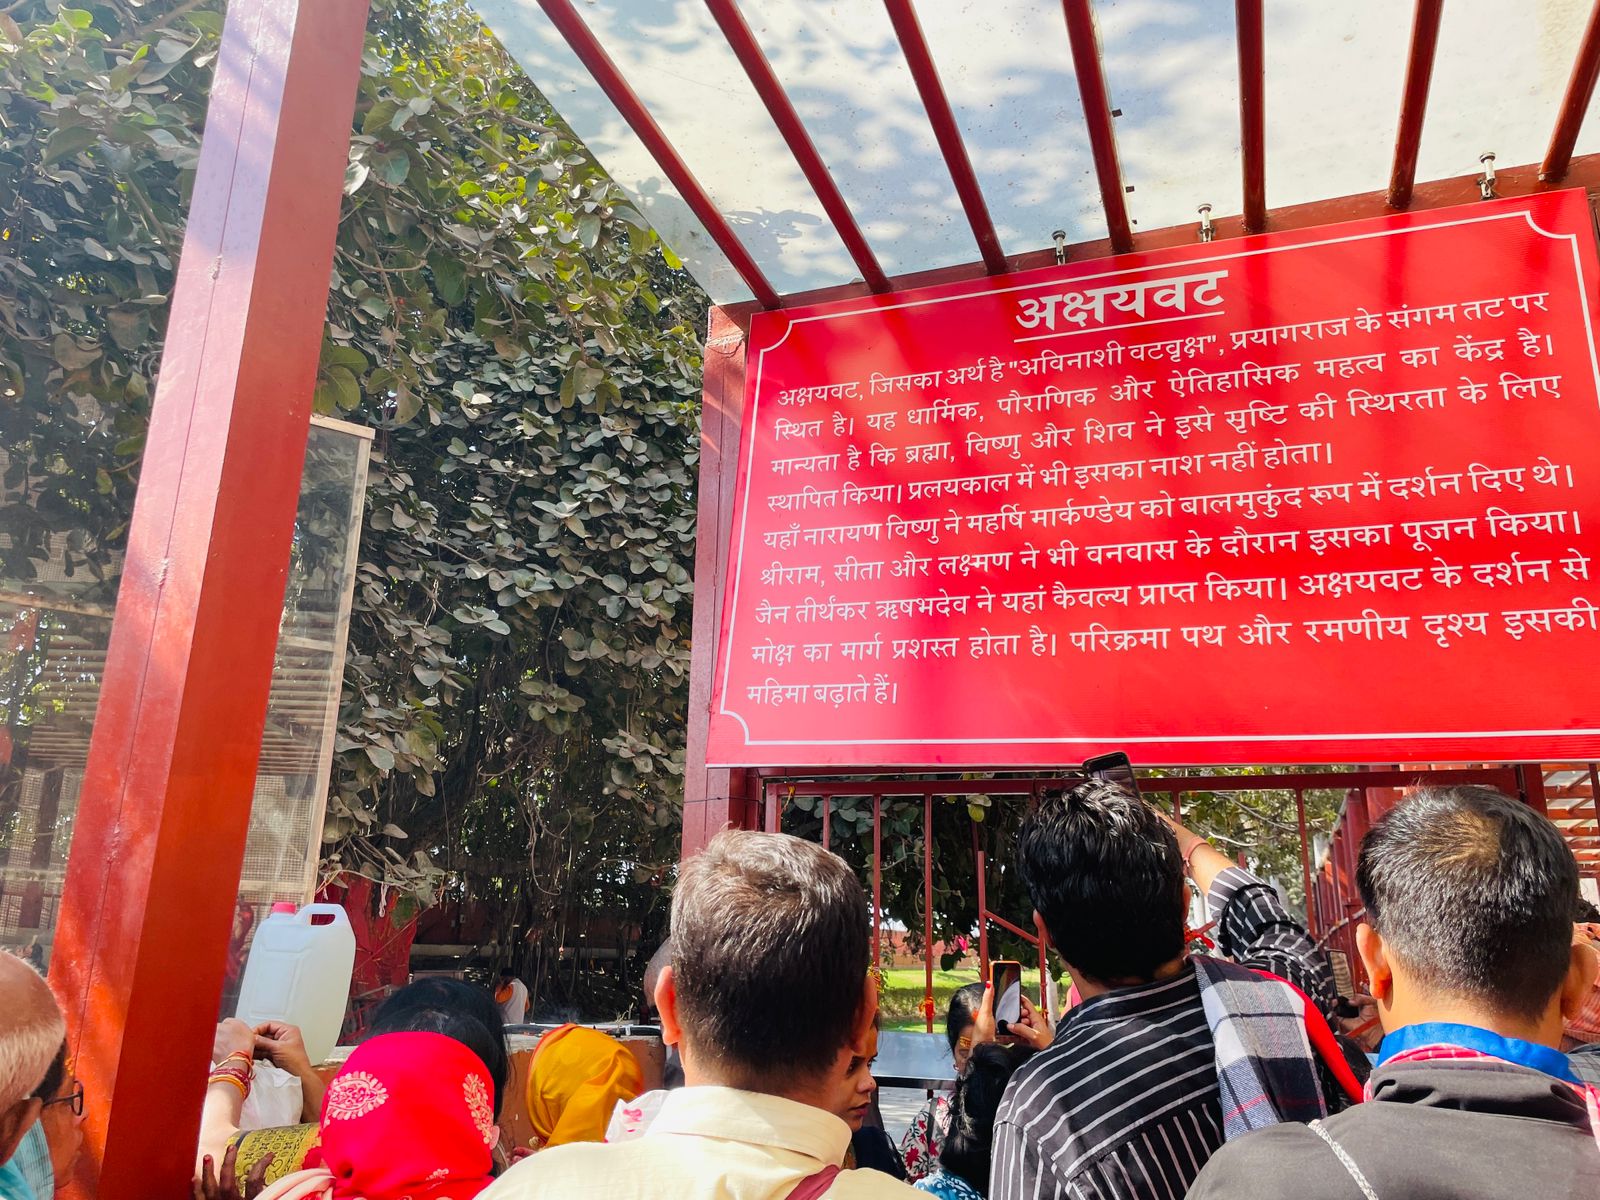 अक्षयवट
अक्षयवट, जिसका अर्थ है "अविनाशी वटवृक्ष", प्रयागराज के संगम तट पर
स्थित है। यह धार्मिक, पौराणिक और ऐतिहासिक महत्व का केंद्र है।
मान्यता है कि ब्रह्मा, विष्णु और शिव ने इसे सृष्टि की स्थिरता के लिए
स्थापित किया। प्रलयकाल में भी इसका नाश नहीं होता।
यहाँ नारायण विष्णु ने महर्षि मार्कण्डेय को बालमुकुंद रूप में दर्शन दिए थे।
श्रीराम, सीता और लक्ष्मण ने भी वनवास के दौरान इसका पूजन किया।
जैन तीर्थंकर ऋषभदेव ने यहां कैवल्य प्राप्त किया। अक्षयवट के दर्शन से
मोक्ष का मार्ग प्रशस्त होता है। परिक्रमा पथ और रमणीय दृश्य इसकी
महिमा बढ़ाते हैं।